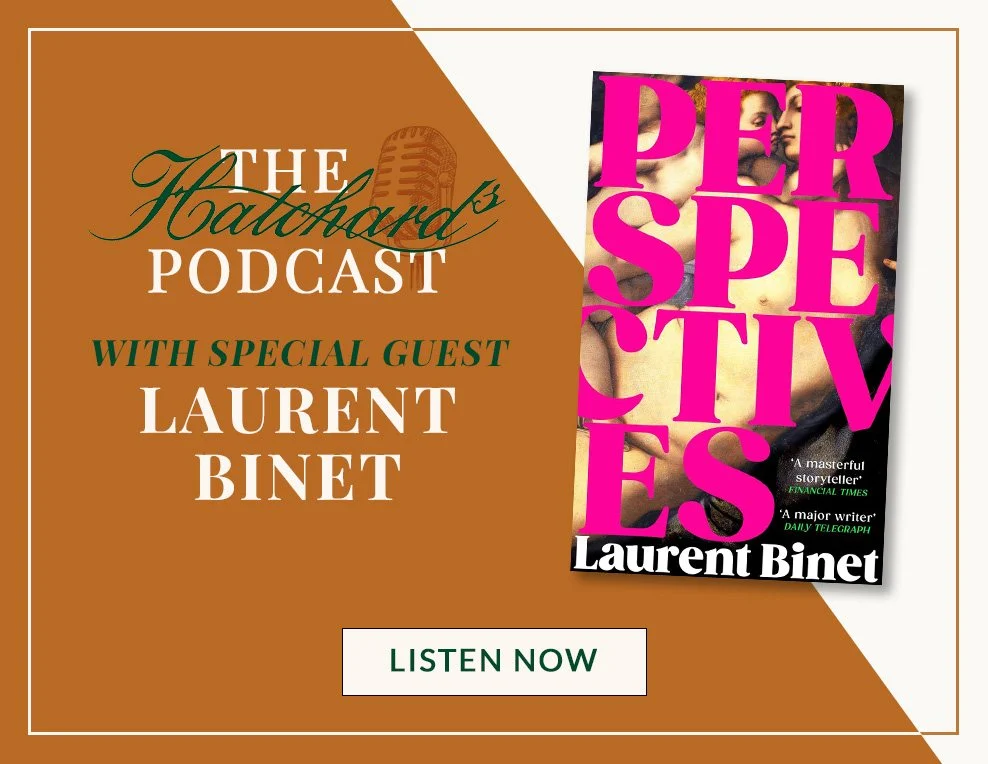 THE
Hatchard's
PODCAST
WITH SPECIAL GUEST
LAURENT
BINET
LISTEN NOW
PER
SPE
CTIV
ES
'A masterful
storyteller'
FINANCIAL TIMES
'A major writer'
DAILY TELEGRAPH
Laurent Binet